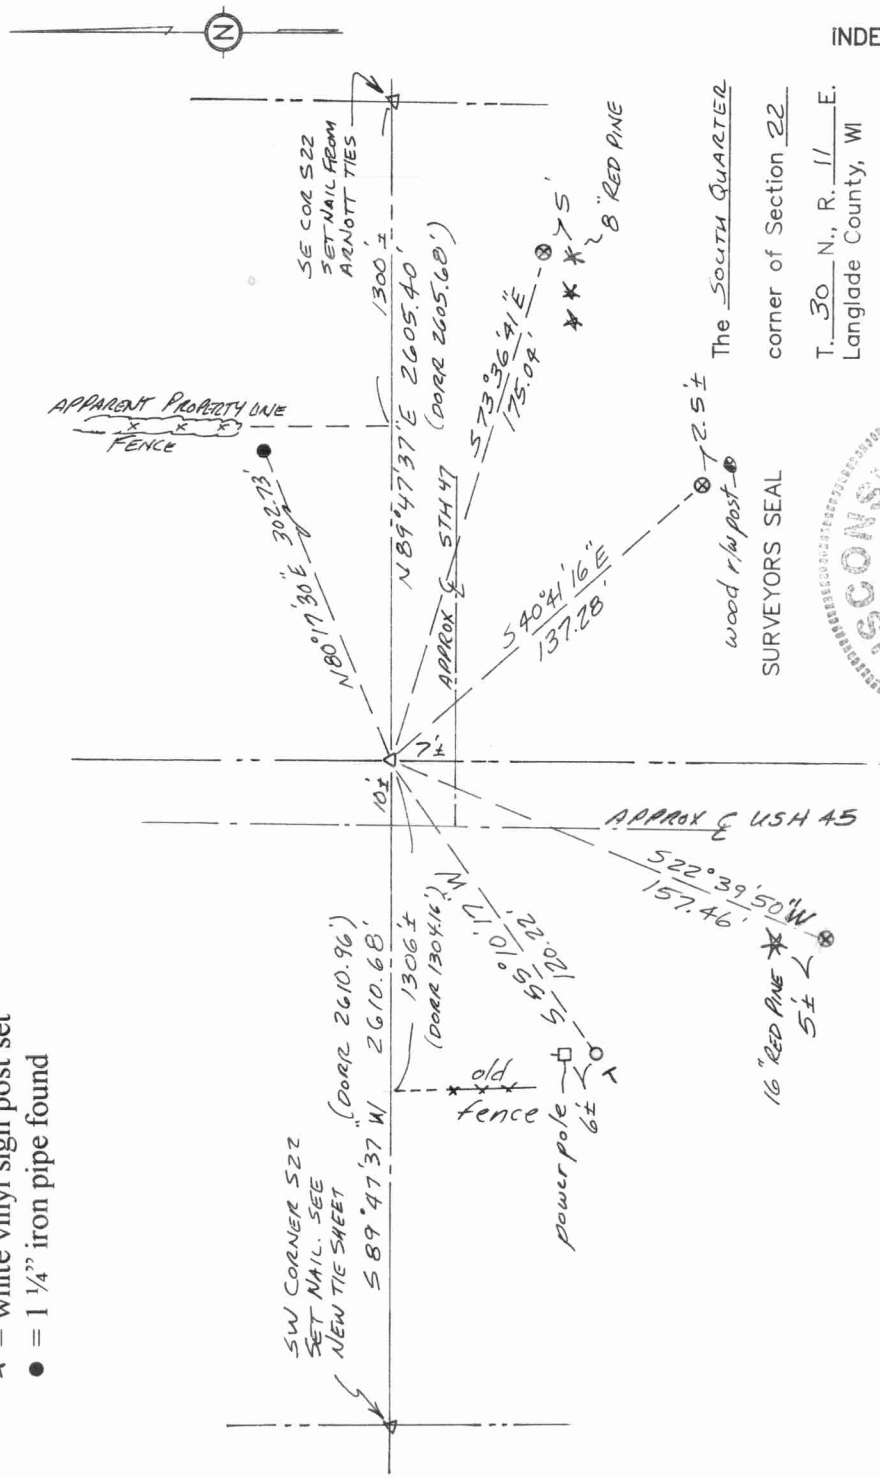 INDE
N
white vinyl sign post set
● = 1 ¼” iron pipe found
SE COR S22
SET NAIL FROM
ARNOTT TIES
1300'±
N89°47'37"E 2605.40'
(DORR 2605.68')
APPARENT PROPERTY LINE
FENCE
N80°17'30"E 302.73'
S73°36'41"E
175.04'
75'
8" RED PINE
APPROX ℄ STH 47
S40°41'16"E
137.28'
2.5'±
wood r/w post
7'±
10'±
APPROX ℄ USH 45
S22°39'50"W
157.46'
16" RED PINE
5'±
S55°10'17"W
120.22'
power pole
6'±
old
fence
1306'±
(DORR 1304.16')
(DORR 2610.96')
S89°47'37"W 2610.68'
SW CORNER S22
SET NAIL. SEE
NEW TIE SHEET
The SOUTH QUARTER
corner of Section 22
T. 30 N., R. 11 E.
Langlade County, WI
SURVEYORS SEAL
SCONS